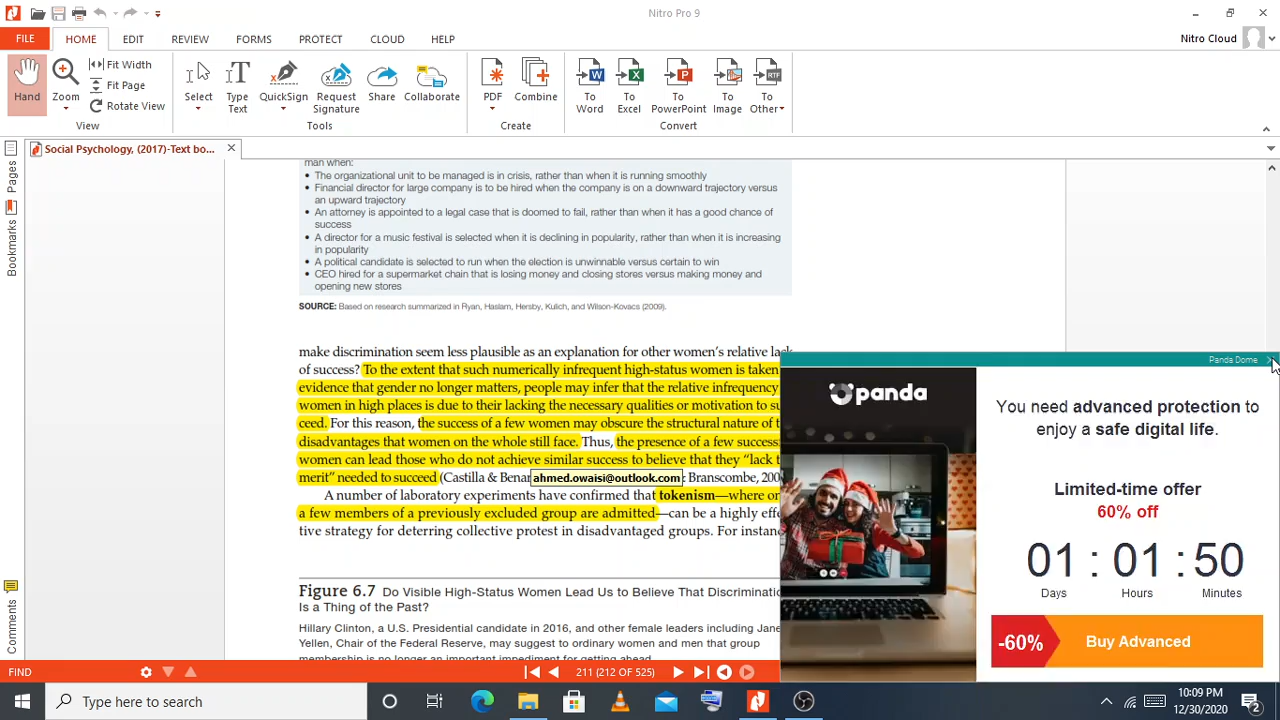 Nitro Pro 9
FILE HOME EDIT REVIEW FORMS PROTECT CLOUD HELP
Nitro Cloud
Hand
Zoom
Fit Width
Fit Page
Rotate View
View
Select
Type Text
QuickSign
Request Signature
Share
Collaborate
Tools
PDF
Combine
Create
To Word
To Excel
To PowerPoint
To Image
To Other
Convert
Social Psychology, (2017)-Text bo...
Pages
Bookmarks
Comments
man when:
• The organizational unit to be managed is in crisis, rather than when it is running smoothly
• Financial director for large company is to be hired when the company is on a downward trajectory versus
an upward trajectory
• An attorney is appointed to a legal case that is doomed to fail, rather than when it has a good chance of
success
• A director for a music festival is selected when it is declining in popularity, rather than when it is increasing
in popularity
• A political candidate is selected to run when the election is unwinnable versus certain to win
• CEO hired for a supermarket chain that is losing money and closing stores versus making money and
opening new stores
SOURCE: Based on research summarized in Ryan, Haslam, Hersby, Kulich, and Wilson-Kovacs (2009).
make discrimination seem less plausible as an explanation for other women's relative lack
of success? To the extent that such numerically infrequent high-status women is taken
evidence that gender no longer matters, people may infer that the relative infrequency
women in high places is due to their lacking the necessary qualities or motivation to su
ceed. For this reason, the success of a few women may obscure the structural nature of t
disadvantages that women on the whole still face. Thus, the presence of a few success
women can lead those who do not achieve similar success to believe that they "lack t
merit" needed to succeed (Castilla & Benar ahmed.owaisi@outlook.com; Branscombe, 200
A number of laboratory experiments have confirmed that tokenism—where on
a few members of a previously excluded group are admitted—can be a highly effe
tive strategy for deterring collective protest in disadvantaged groups. For instanc
Figure 6.7 Do Visible High-Status Women Lead Us to Believe That Discriminatio
Is a Thing of the Past?
Hillary Clinton, a U.S. Presidential candidate in 2016, and other female leaders including Jane
Yellen, Chair of the Federal Reserve, may suggest to ordinary women and men that group
membership is no longer an important impediment for getting ahead
Panda Dome
panda
You need advanced protection to
enjoy a safe digital life.
Limited-time offer
60% off
01 : 01 : 50
Days Hours Minutes
-60% Buy Advanced
FIND
211 (212 OF 525)
Type here to search
10:09 PM
12/30/2020
2